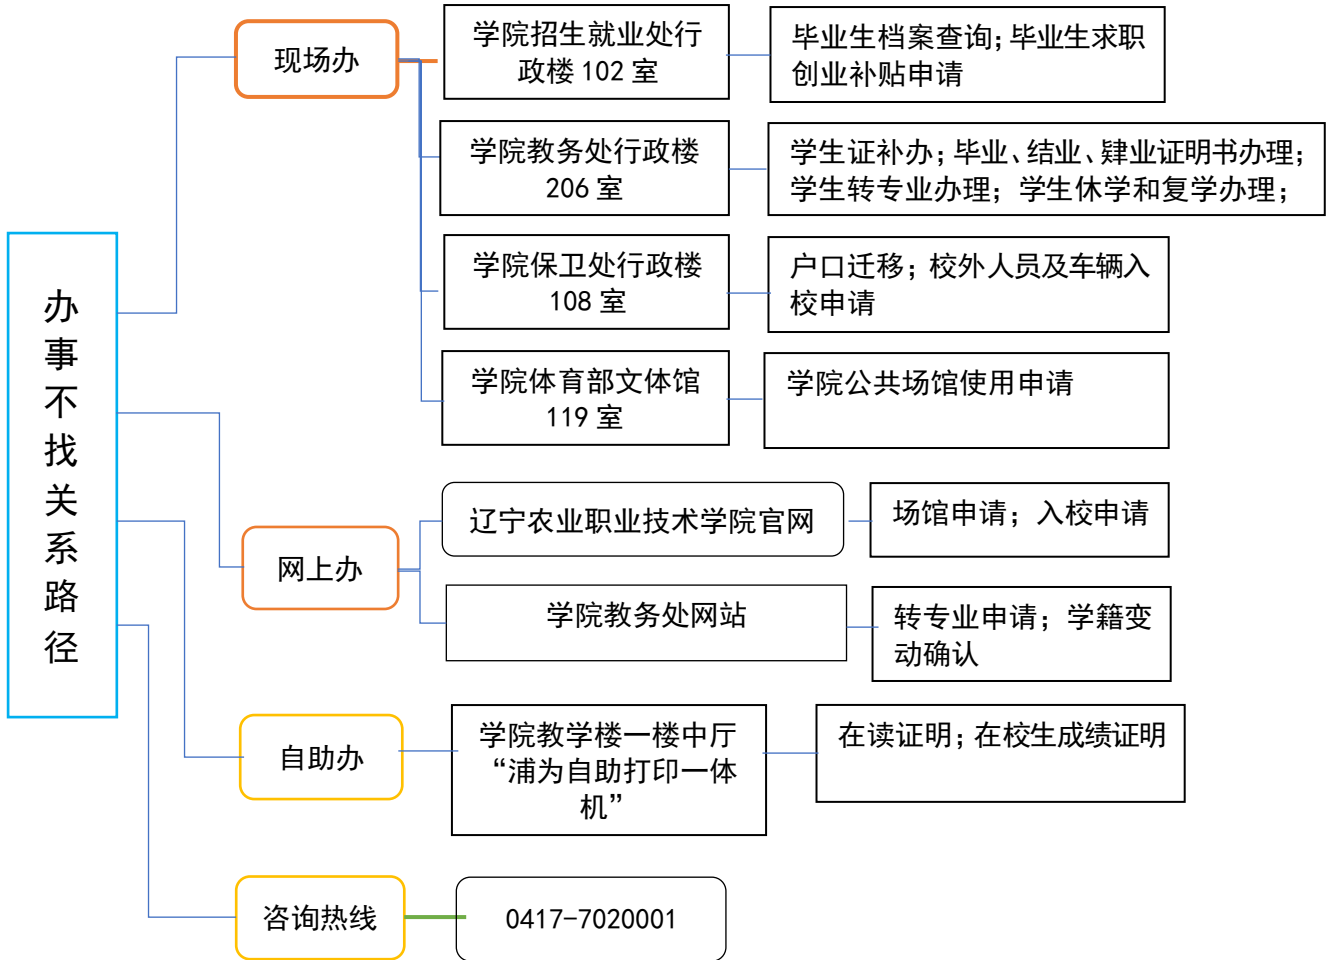 办事不找关系路径
现场办
学院招生就业处行
政楼 102 室
毕业生档案查询；毕业生求职
创业补贴申请
学院教务处行政楼
206 室
学生证补办；毕业、结业、肄业证明书办理；
学生转专业办理；学生休学和复学办理；
学院保卫处行政楼
108 室
户口迁移；校外人员及车辆入
校申请
学院体育部文体馆
119 室
学院公共场馆使用申请
网上办
辽宁农业职业技术学院官网
场馆申请；入校申请
学院教务处网站
转专业申请；学籍变
动确认
自助办
学院教学楼一楼中厅
“浦为自助打印一体
机”
在读证明；在校生成绩证明
咨询热线
0417-7020001